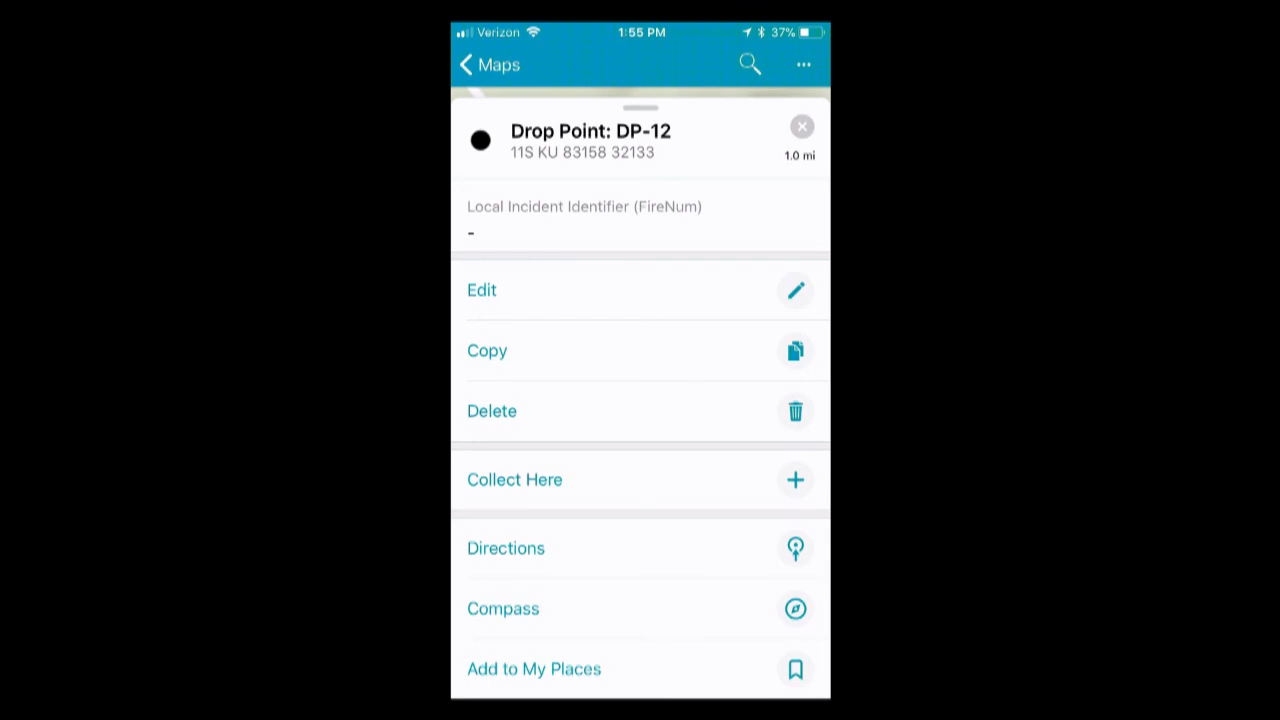 Verizon 1:55 PM 37%
Maps ...
Drop Point: DP-12
11S KU 83158 32133
1.0 mi
Local Incident Identifier (FireNum)
-
Edit
Copy
Delete
Collect Here
Directions
Compass
Add to My Places